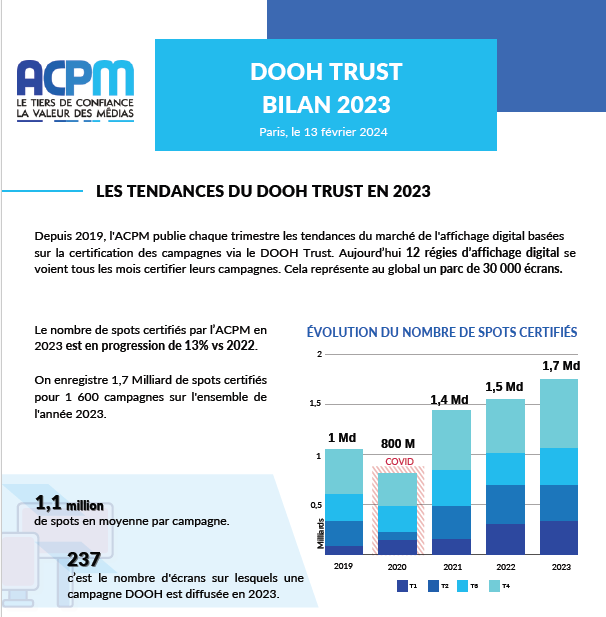 ACPM
LE TIERS DE CONFIANCE
LA VALEUR DES MÉDIAS
DOOH TRUST
BILAN 2023
Paris, le 13 février 2024
LES TENDANCES DU DOOH TRUST EN 2023
Depuis 2019, l'ACPM publie chaque trimestre les tendances du marché de l'affichage digital basées
sur la certification des campagnes via le DOOH Trust. Aujourd'hui 12 régies d'affichage digital se
voient tous les mois certifier leurs campagnes. Cela représente au global un parc de 30 000 écrans.
Le nombre de spots certifiés par l'ACPM en
2023 est en progression de 13% vs 2022.
On enregistre 1,7 Milliard de spots certifiés
pour 1 600 campagnes sur l'ensemble de
l'année 2023.
1,1 million
de spots en moyenne par campagne.
237
c'est le nombre d'écrans sur lesquels une
campagne DOOH est diffusée en 2023.
ÉVOLUTION DU NOMBRE DE SPOTS CERTIFIÉS
2
1,5
1
0,5
Milliards
1 Md
800 M
COVID
1,4 Md
1,5 Md
1,7 Md
2019
2020
2021
2022
2023
T1
T2
T3
T4